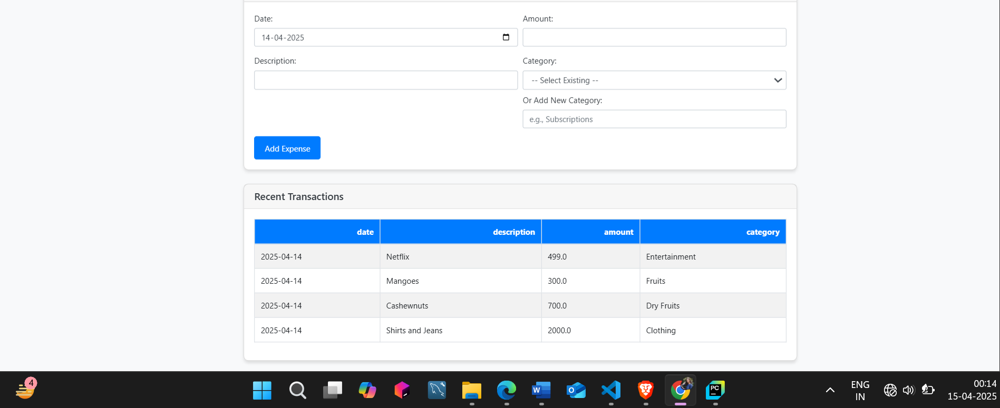 Date: Amount:
14-04-2025
Description: Category:
-- Select Existing --
Or Add New Category:
e.g., Subscriptions
Add Expense
Recent Transactions
date description amount category
2025-04-14 Netflix 499.0 Entertainment
2025-04-14 Mangoes 300.0 Fruits
2025-04-14 Cashewnuts 700.0 Dry Fruits
2025-04-14 Shirts and Jeans 2000.0 Clothing
4
W
O
PC
ENG
IN
00:14
15-04-2025